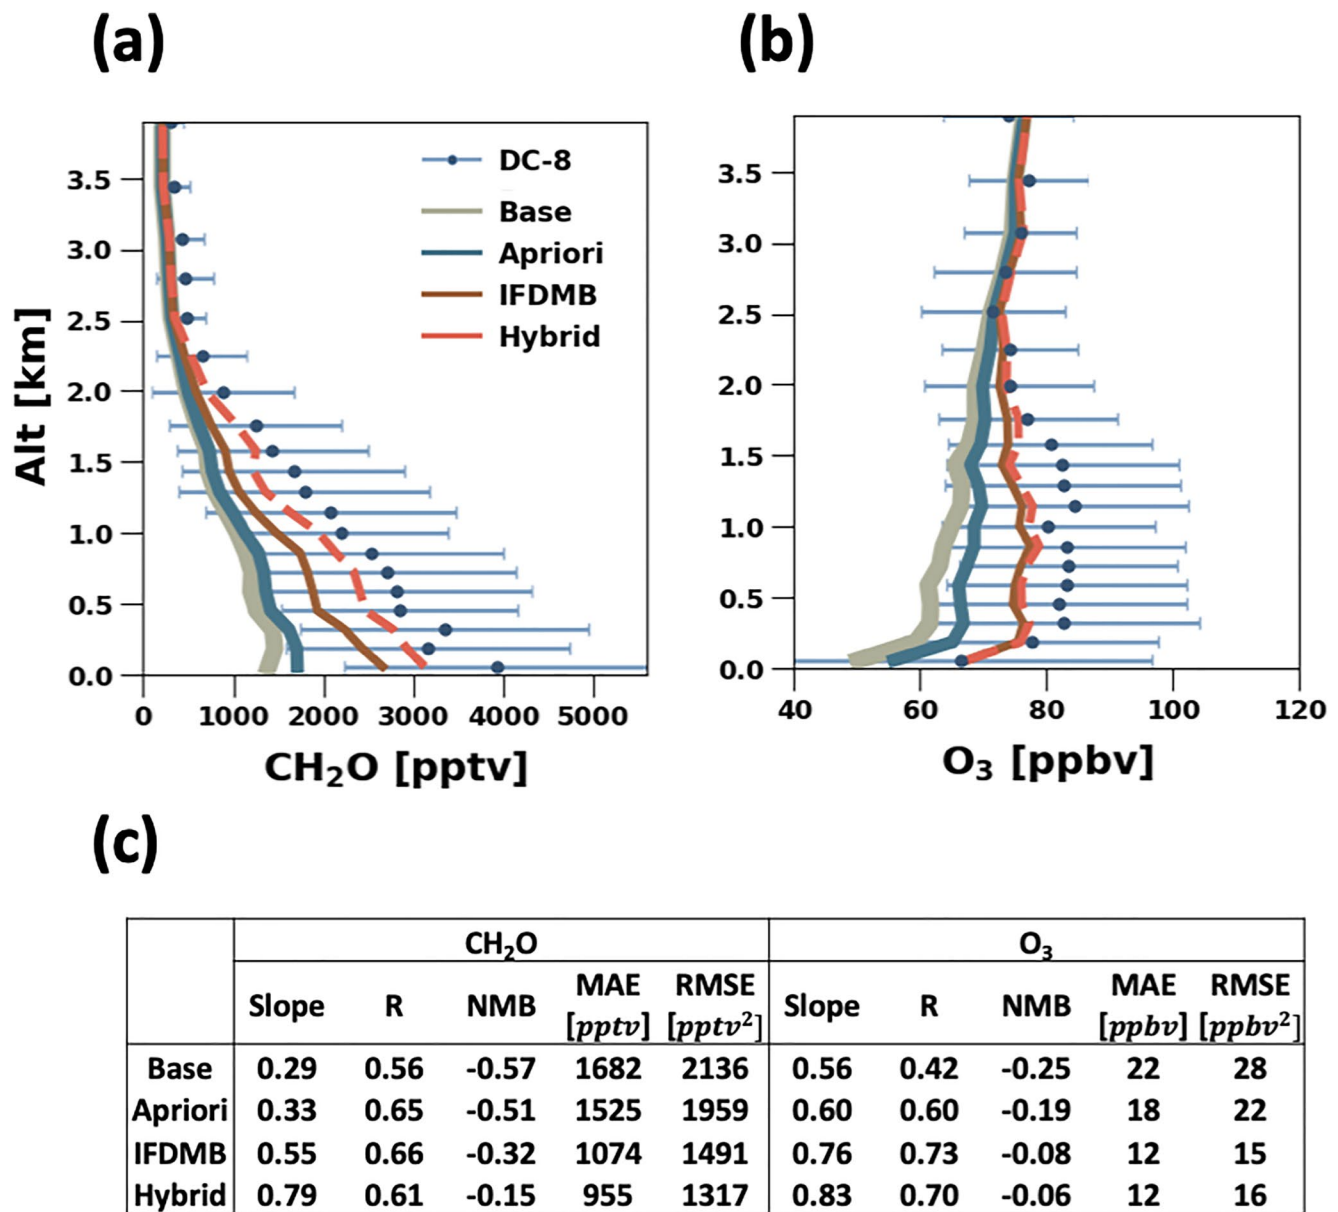 (a)
(b)
DC-8
Base
Apriori
IFDMB
Hybrid
Alt [km]
3.5
3.0
2.5
2.0
1.5
1.0
0.5
0.0
0 1000 2000 3000 4000 5000
CH₂O [pptv]
3.5
3.0
2.5
2.0
1.5
1.0
0.5
0.0
40 60 80 100 120
O₃ [ppbv]
(c)
CH₂O O₃
Slope R NMB MAE [pptv] RMSE [pptv²] Slope R NMB MAE [ppbv] RMSE [ppbv²]
Base 0.29 0.56 -0.57 1682 2136 0.56 0.42 -0.25 22 28
Apriori 0.33 0.65 -0.51 1525 1959 0.60 0.60 -0.19 18 22
IFDMB 0.55 0.66 -0.32 1074 1491 0.76 0.73 -0.08 12 15
Hybrid 0.79 0.61 -0.15 955 1317 0.83 0.70 -0.06 12 16